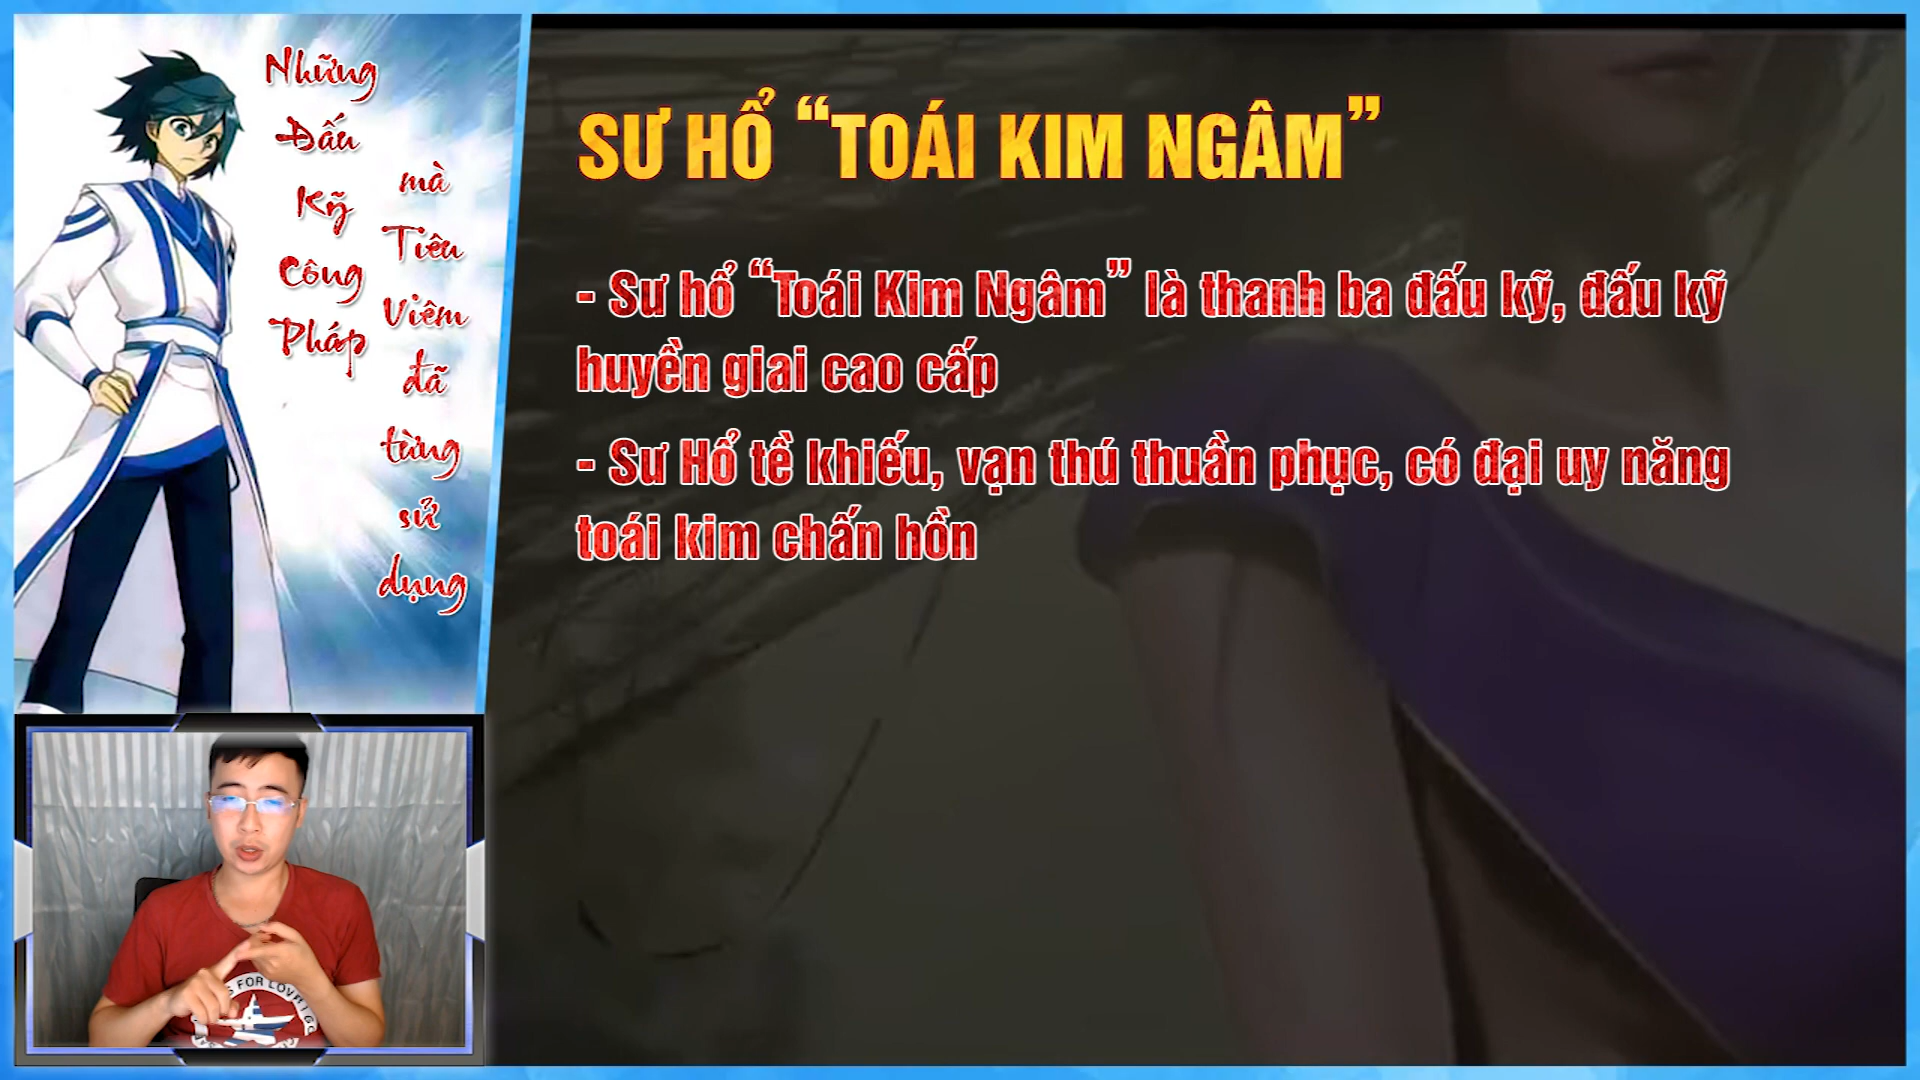 Những
Đấu
Kỹ
Công
Pháp
mà
Tiêu
Viêm
đã
từng
sử
dụng
SƯ HỔ “TOÁI KIM NGÂM”
- Sư hổ “Toái Kim Ngâm” là thanh ba đấu kỹ, đấu kỹ
huyền giai cao cấp
- Sư Hổ tề khiếu, vạn thú thuần phục, có đại uy năng
toái kim chấn hồn
FOR